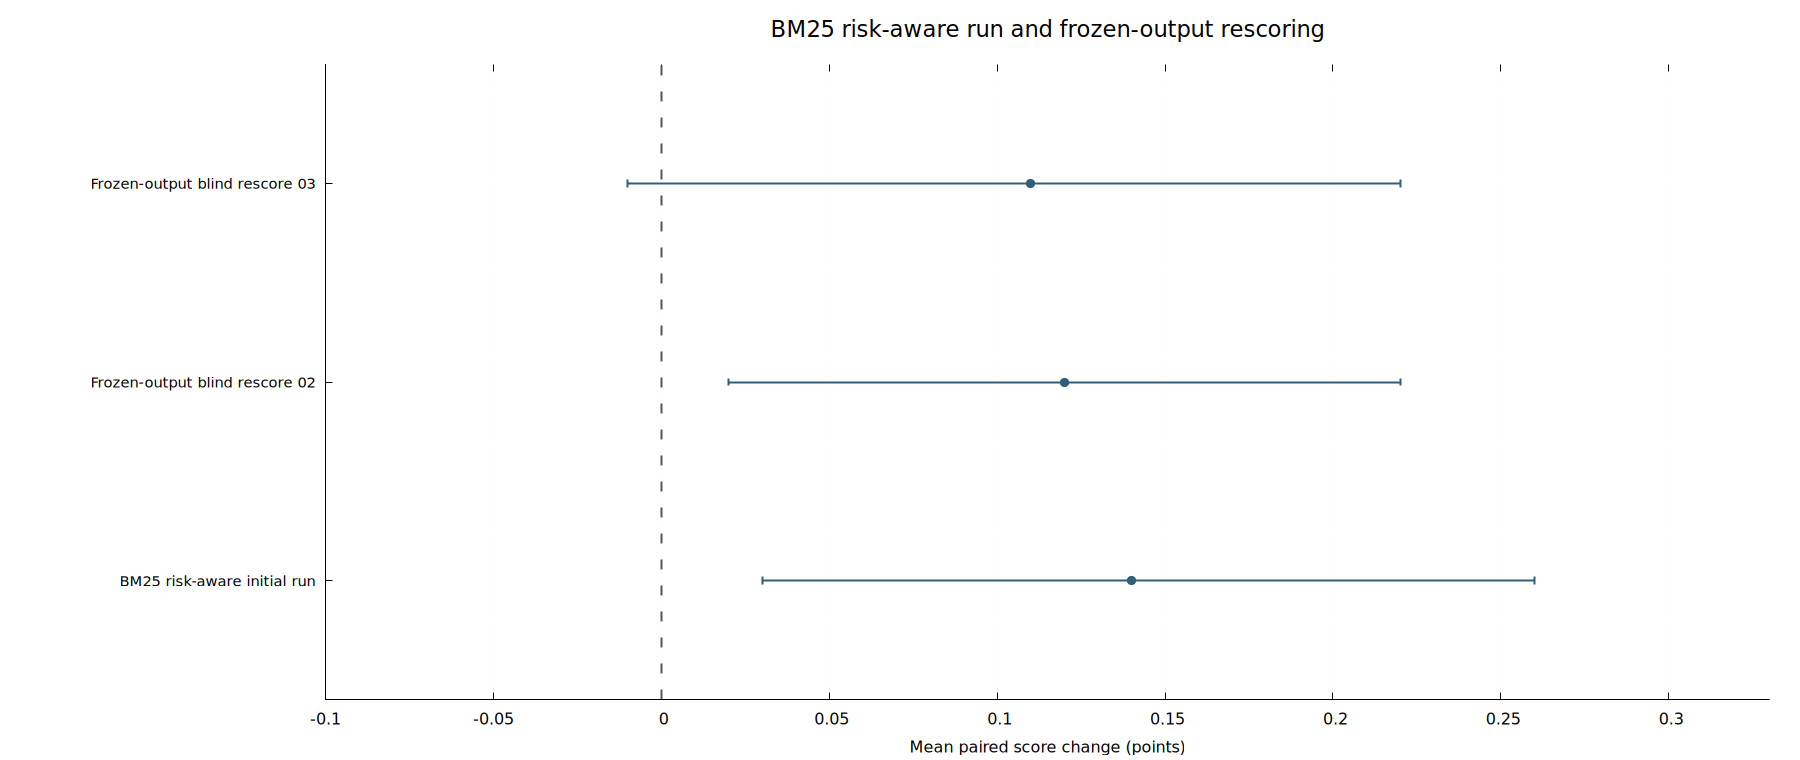 BM25 risk-aware run and frozen-output rescoring
Frozen-output blind rescore 03
Frozen-output blind rescore 02
BM25 risk-aware initial run
-0.1 -0.05 0 0.05 0.1 0.15 0.2 0.25 0.3
Mean paired score change (points)